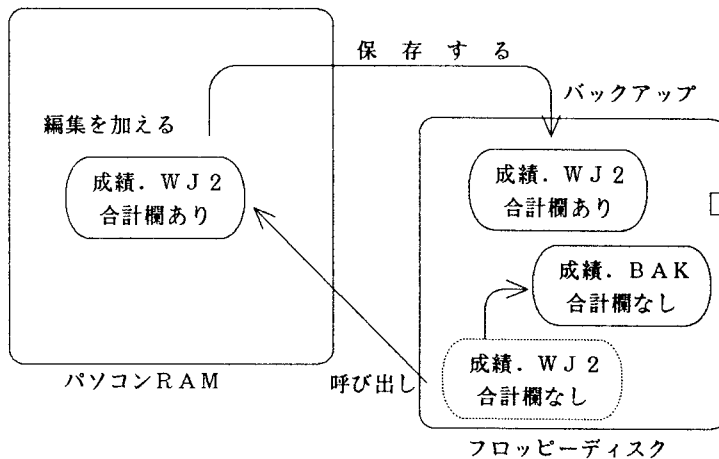 保存する
バックアップ
編集を加える
成績．ＷＪ２
合計欄あり
成績．ＷＪ２
合計欄あり
成績．ＢＡＫ
合計欄なし
成績．ＷＪ２
合計欄なし
呼び出し
パソコンＲＡＭ
フロッピーディスク